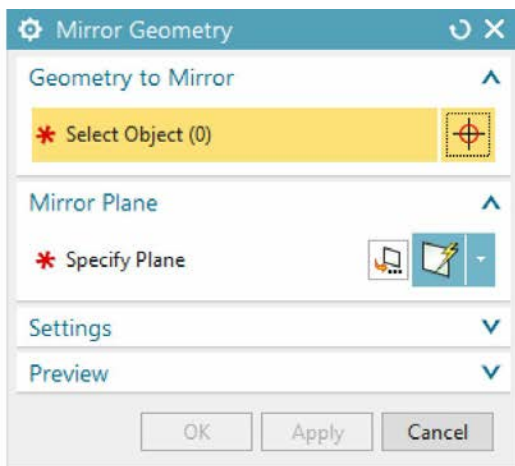 Mirror Geometry
Geometry to Mirror
* Select Object (0)
Mirror Plane
* Specify Plane
Settings
Preview
OK Apply Cancel